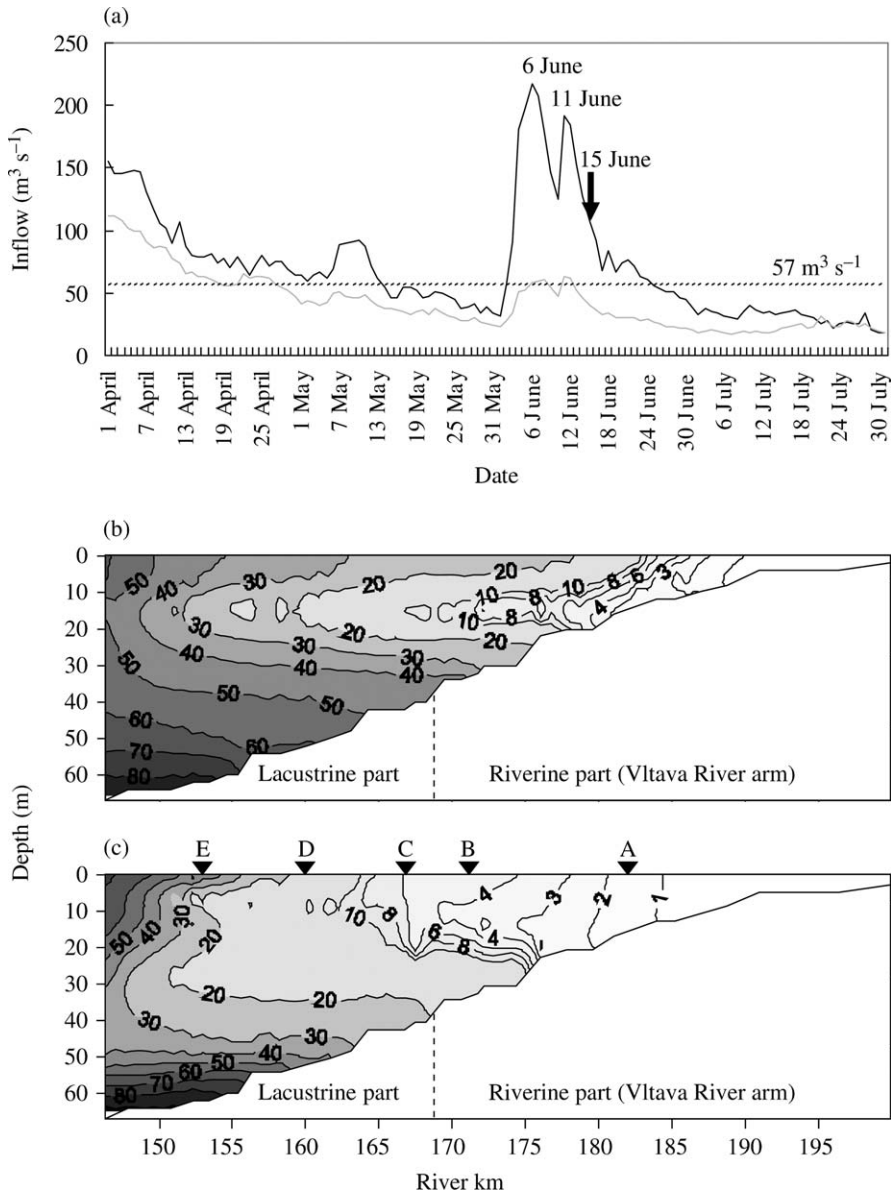 (a)
250
200
150
100
50
0
Inflow (m³ s⁻¹)
6 June
11 June
15 June
57 m³ s⁻¹
1 April
7 April
13 April
19 April
25 April
1 May
7 May
13 May
19 May
25 May
31 May
6 June
12 June
18 June
24 June
30 June
6 July
12 July
18 July
24 July
30 July
Date
(b)
0
10
20
30
40
50
60
50
40
30
20
20
10
8
6
3
10
8
4
10
8
20
20
30
30
30
40
40
40
50
50
50
60
60
70
80
Lacustrine part
Riverine part (Vltava River arm)
Depth (m)
(c)
E
D
C
B
A
0
10
20
30
40
50
60
50
40
30
20
10
8
6
8
4
4
3
2
1
20
20
30
30
40
50
60
70
80
Lacustrine part
Riverine part (Vltava River arm)
150
155
160
165
170
175
180
185
190
195
River km